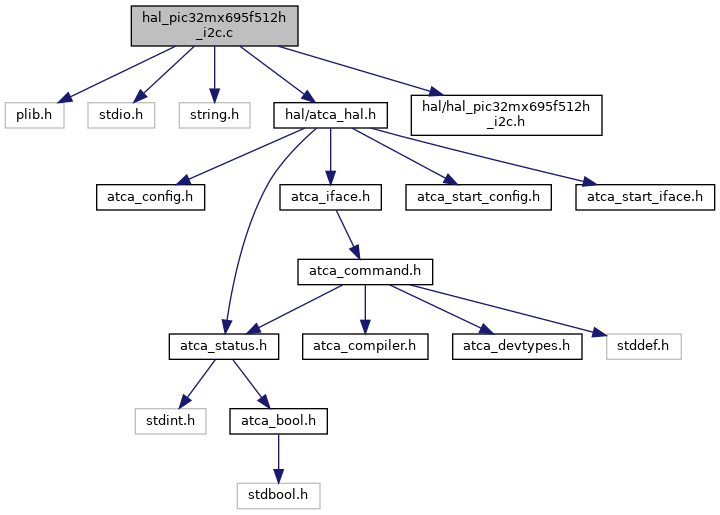 hal_pic32mx695f512h
_i2c.c
plib.h
stdio.h
string.h
hal/atca_hal.h
hal/hal_pic32mx695f512h
_i2c.h
atca_config.h
atca_iface.h
atca_start_config.h
atca_start_iface.h
atca_command.h
atca_status.h
atca_compiler.h
atca_devtypes.h
stddef.h
stdint.h
atca_bool.h
stdbool.h